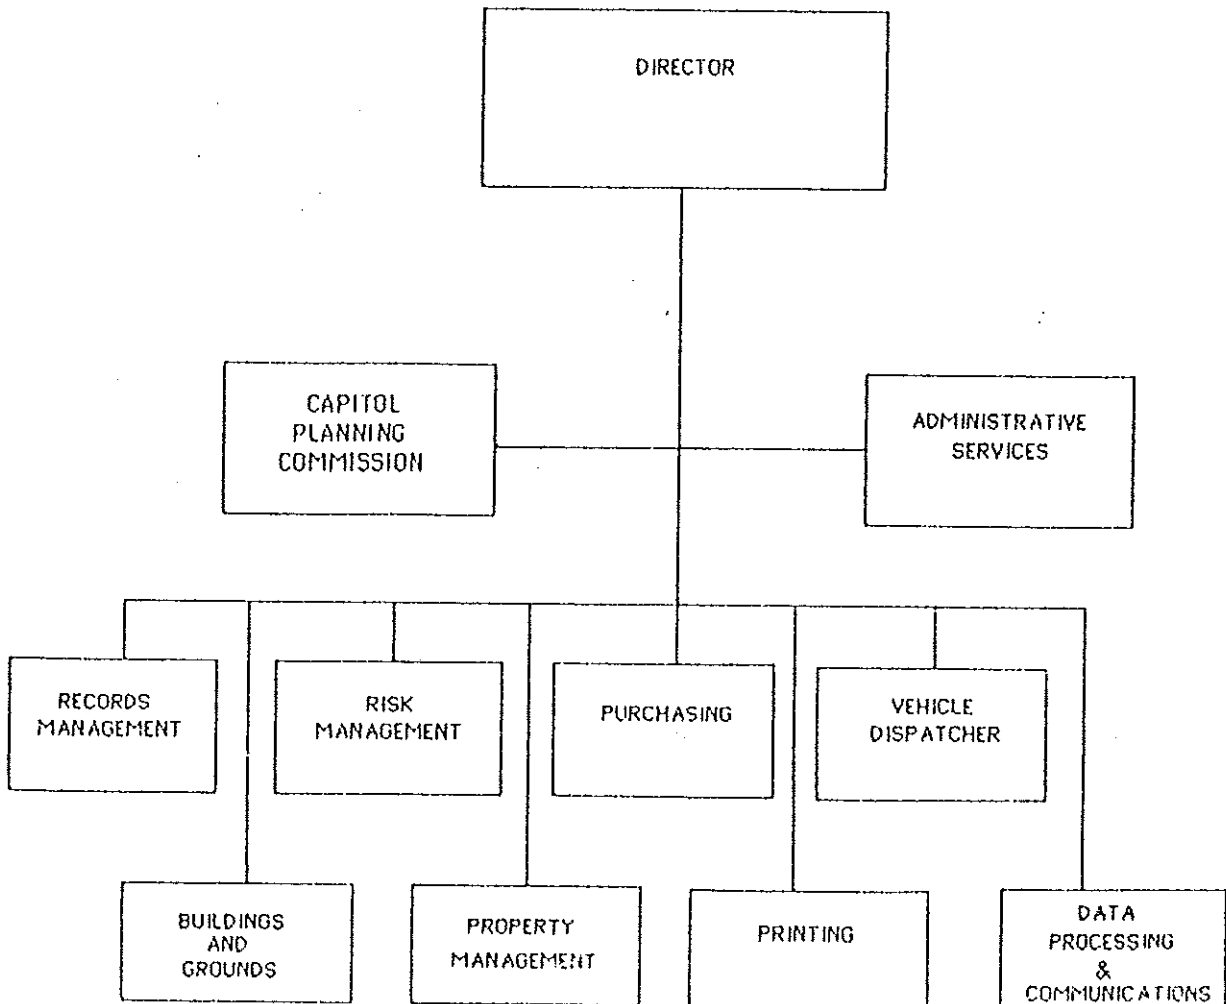 DIRECTOR
CAPITOL
PLANNING
COMMISSION
ADMINISTRATIVE
SERVICES
RECORDS
MANAGEMENT
RISK
MANAGEMENT
PURCHASING
VEHICLE
DISPATCHER
BUILDINGS
AND
GROUNDS
PROPERTY
MANAGEMENT
PRINTING
DATA
PROCESSING
&
COMMUNICATIONS